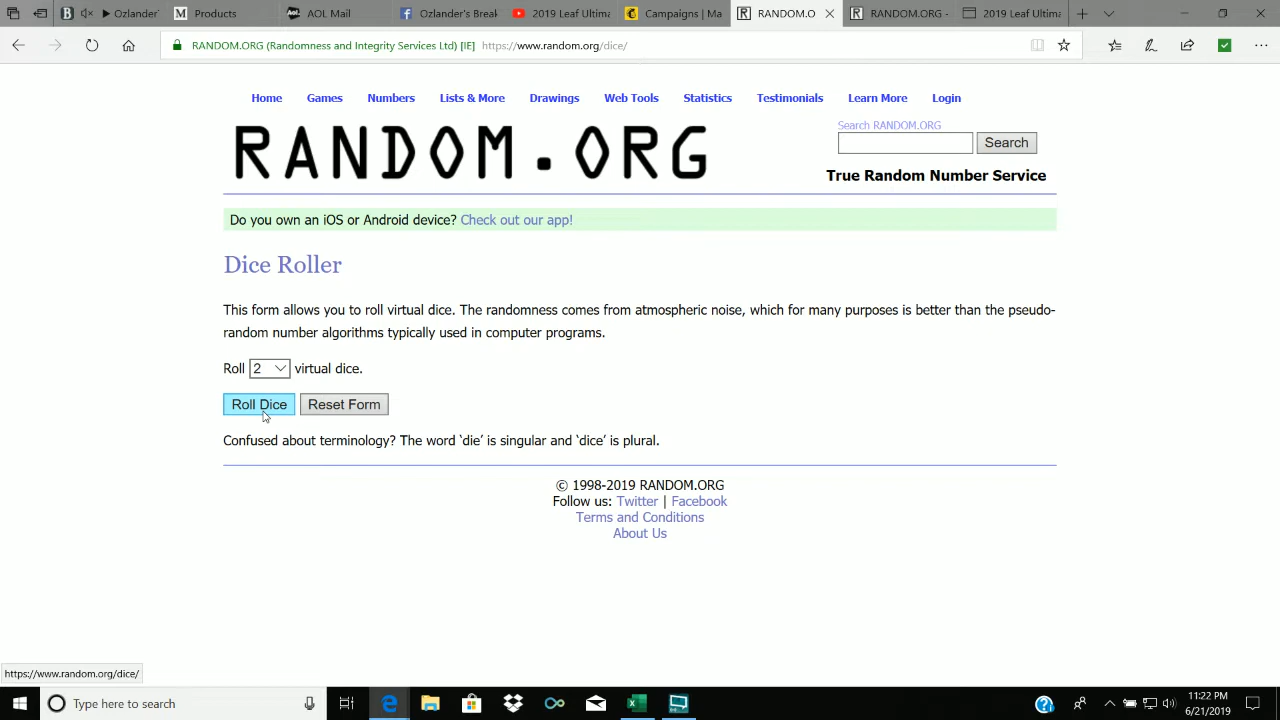 Ozlander
Products
AOL Mail
Ozlander's Break
2019 Leaf Ultima
Campaigns | Ma
RANDOM.O
RANDOM.ORG -
2019 Leaf Ultima
RANDOM.ORG (Randomness and Integrity Services Ltd) [IE] https://www.random.org/dice/
Home Games Numbers Lists & More Drawings Web Tools Statistics Testimonials Learn More Login
RANDOM.ORG
Search RANDOM.ORG
Search
True Random Number Service
Do you own an iOS or Android device? Check out our app!
Dice Roller
This form allows you to roll virtual dice. The randomness comes from atmospheric noise, which for many purposes is better than the pseudo-
random number algorithms typically used in computer programs.
Roll 2 virtual dice.
Roll Dice Reset Form
Confused about terminology? The word ‘die’ is singular and ‘dice’ is plural.
© 1998-2019 RANDOM.ORG
Follow us: Twitter | Facebook
Terms and Conditions
About Us
https://www.random.org/dice/
Type here to search
11:22 PM
6/21/2019